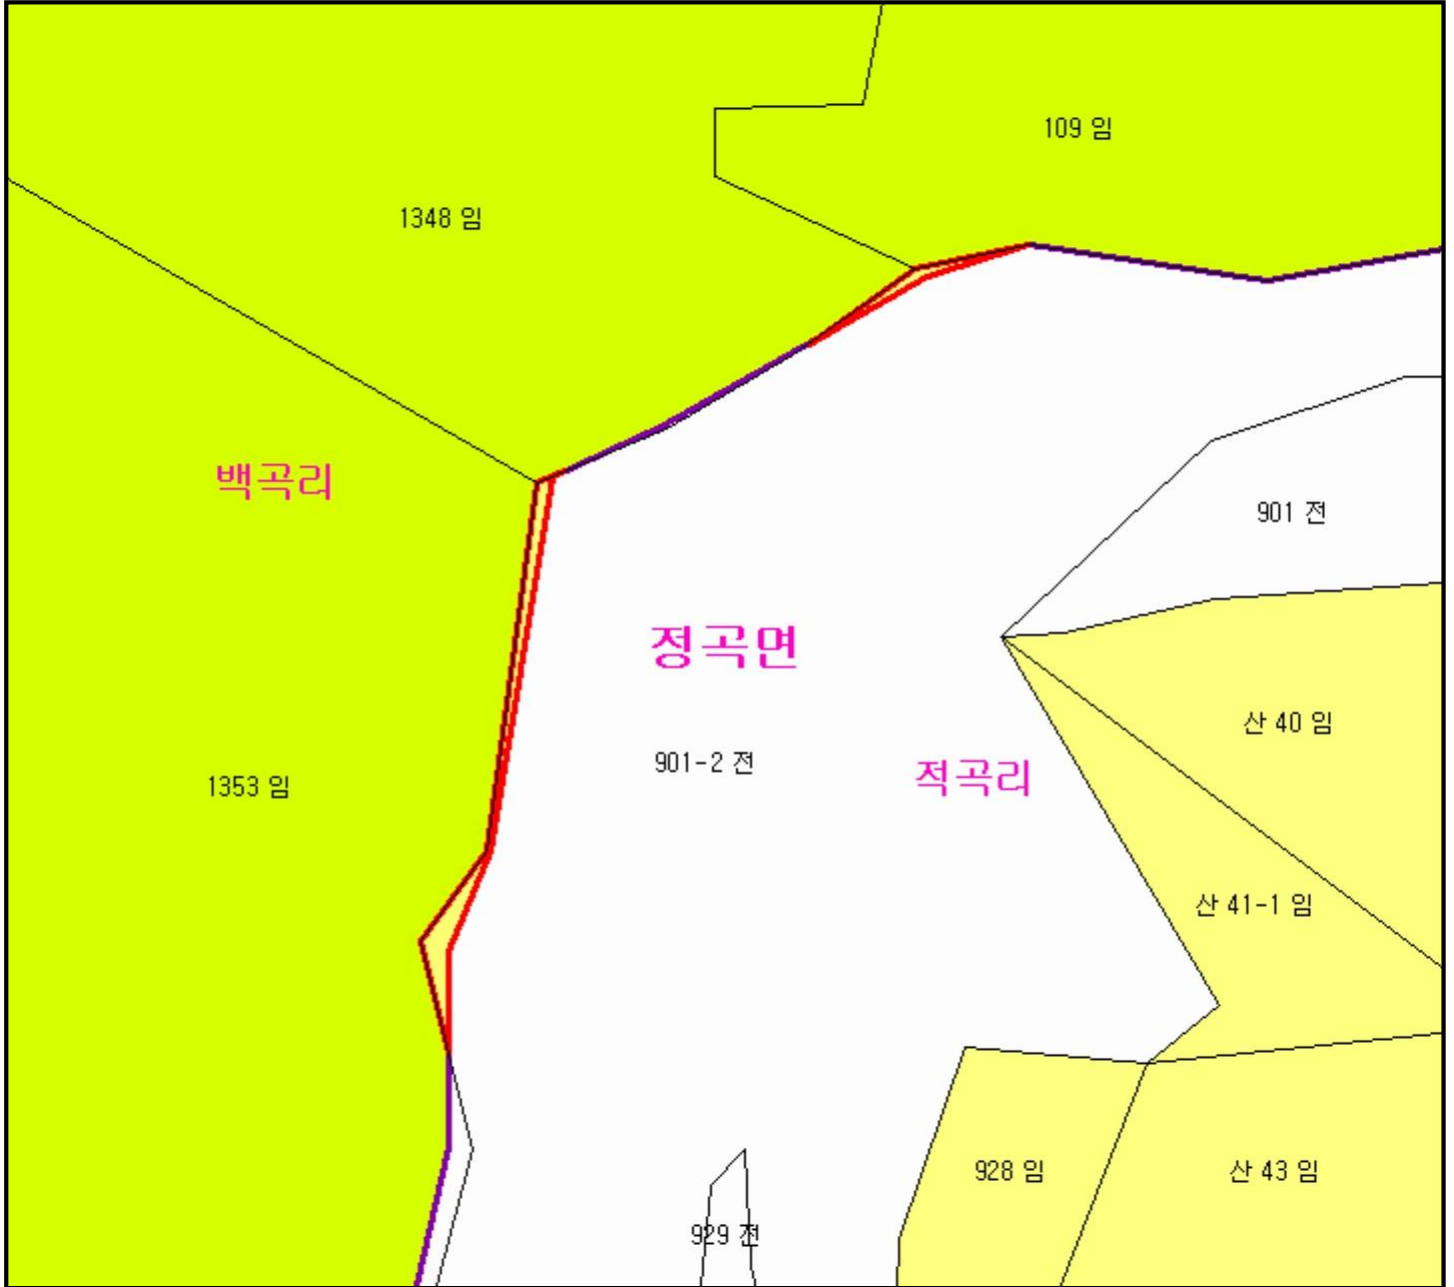 109 임
1348 임
백곡리
901 전
정곡면
산 40 임
901-2 전
적곡리
1353 임
산 41-1 임
928 임
산 43 임
929 전